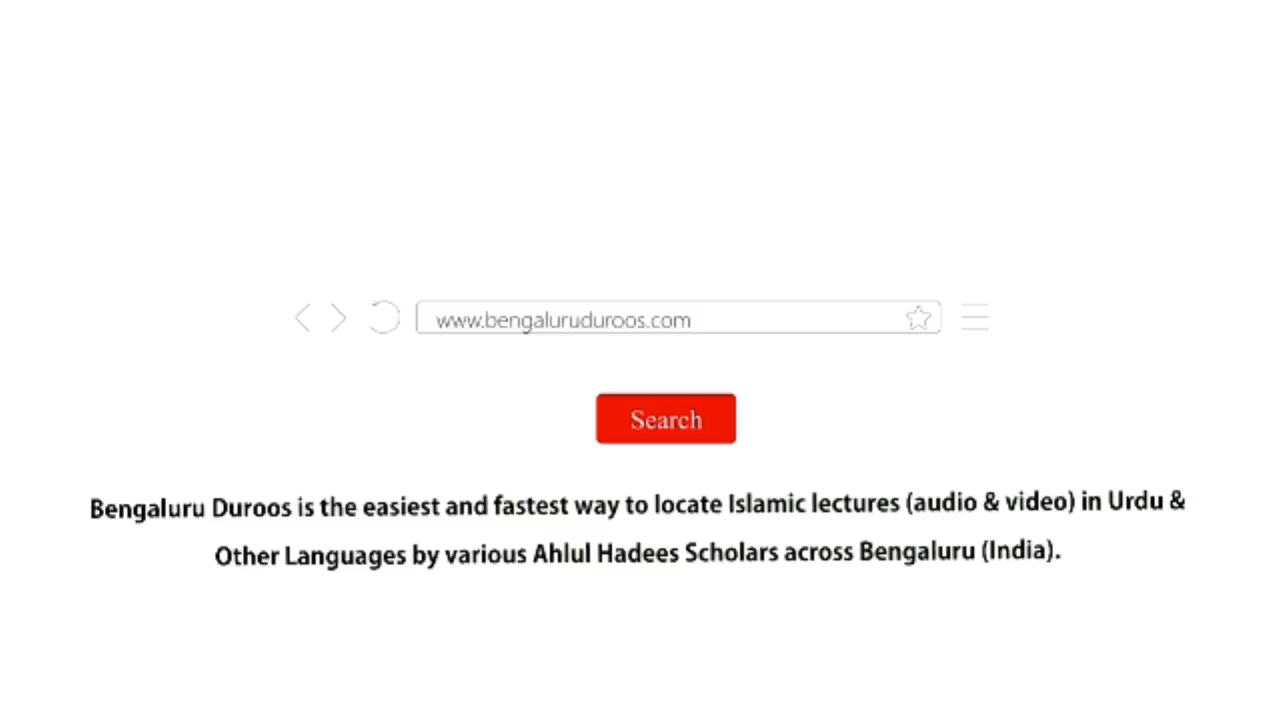 www.bengaluruduroos.com
Search
Bengaluru Duroos is the easiest and fastest way to locate Islamic lectures (audio & video) in Urdu &
Other Languages by various Ahlul Hadees Scholars across Bengaluru (India).